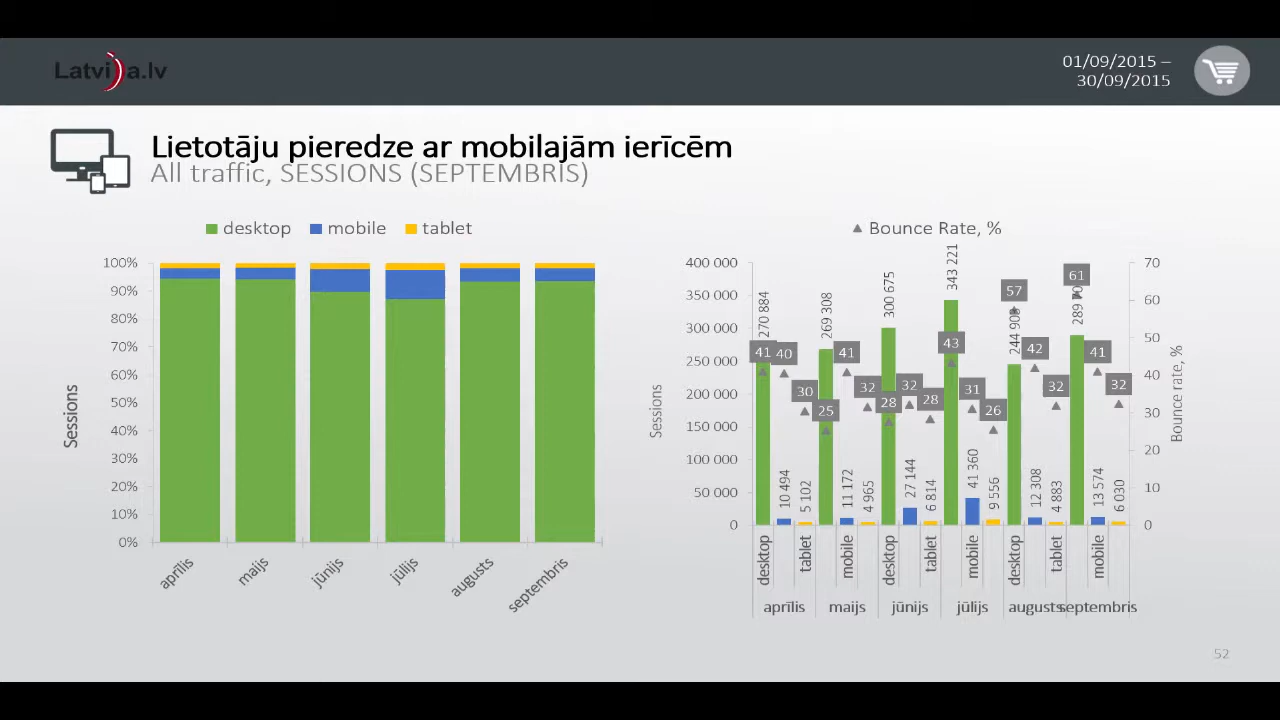 Latvija.lv
01/09/2015 –
30/09/2015
Lietotāju pieredze ar mobilajām ierīcēm
All traffic, SESSIONS (SEPTEMBRIS)
desktop mobile tablet
100%
90%
80%
70%
60%
50%
40%
30%
20%
10%
0%
Sessions
aprīlis maijs jūnijs jūlijs augusts septembris
Bounce Rate, %
400 000
350 000
300 000
250 000
200 000
150 000
100 000
50 000
0
Sessions
270 884 10 494 5 102 269 308 11 172 4 965 300 675 27 144 6 814 343 221 41 360 9 556 244 908 12 308 4 883 289 13 574 6 030
41 40 30 25 41 32 28 32 28 43 31 26 57 42 32 61 41 32
70
60
50
40
30
20
10
0
Bounce rate, %
desktop tablet mobile desktop tablet mobile desktop tablet mobile
aprīlis maijs jūnijs jūlijs augusts septembris
52